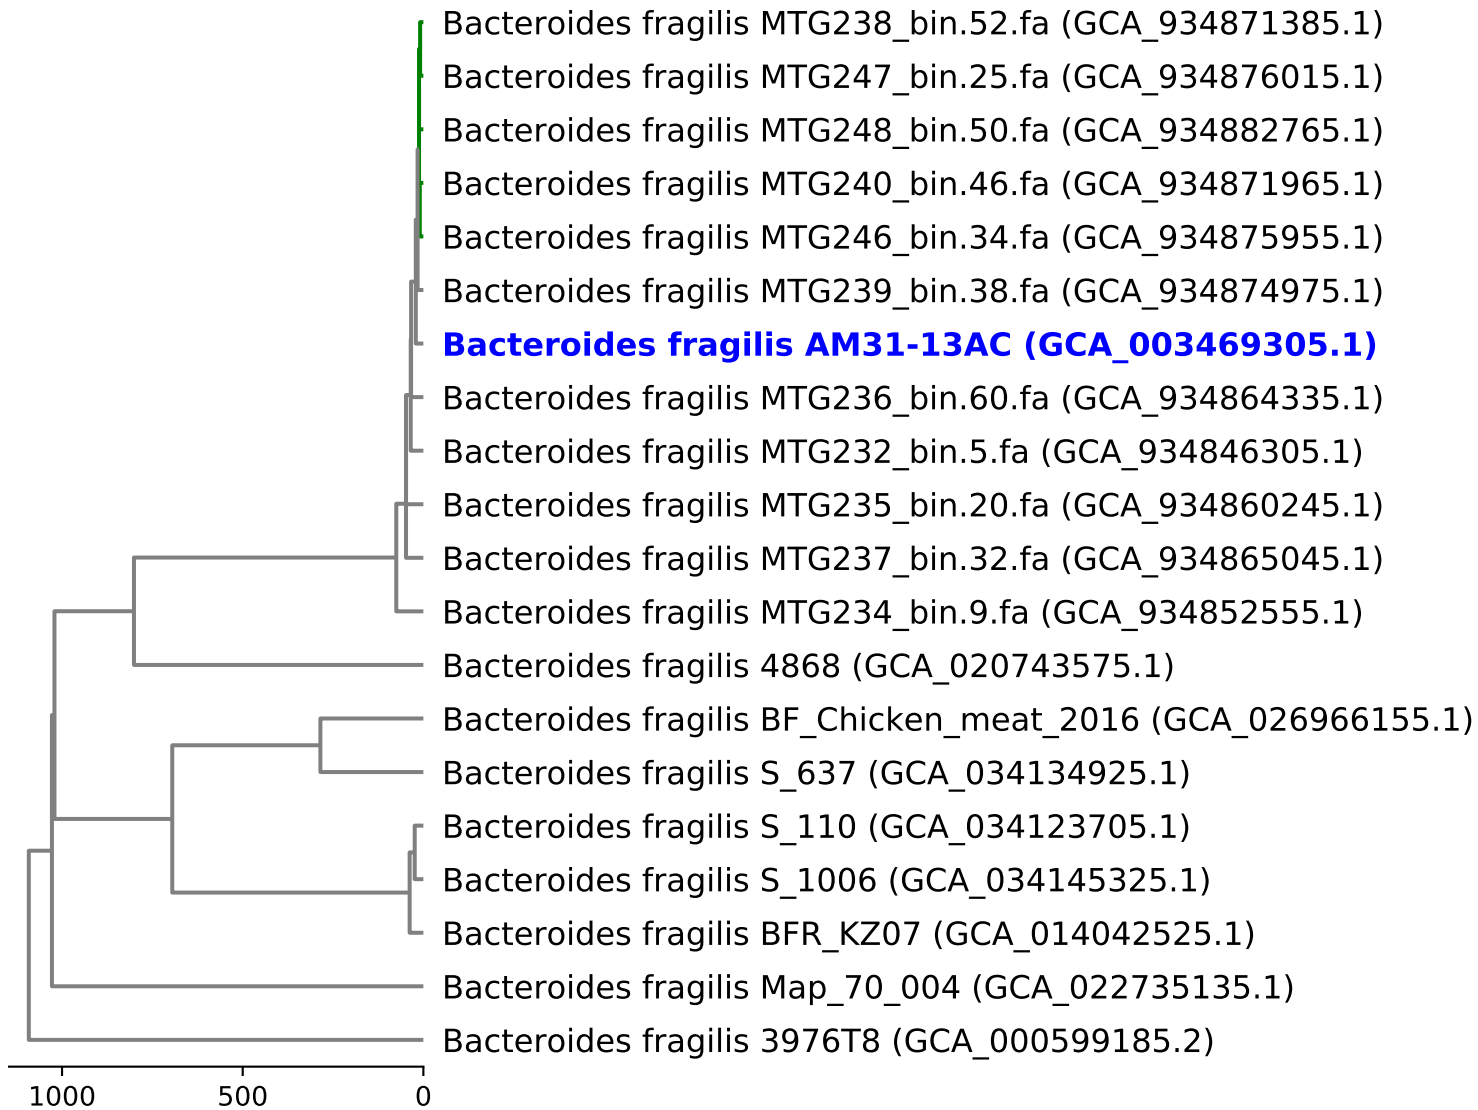 Bacteroides fragilis MTG238_bin.52.fa (GCA_934871385.1)
Bacteroides fragilis MTG247_bin.25.fa (GCA_934876015.1)
Bacteroides fragilis MTG248_bin.50.fa (GCA_934882765.1)
Bacteroides fragilis MTG240_bin.46.fa (GCA_934871965.1)
Bacteroides fragilis MTG246_bin.34.fa (GCA_934875955.1)
Bacteroides fragilis MTG239_bin.38.fa (GCA_934874975.1)
Bacteroides fragilis AM31-13AC (GCA_003469305.1)
Bacteroides fragilis MTG236_bin.60.fa (GCA_934864335.1)
Bacteroides fragilis MTG232_bin.5.fa (GCA_934846305.1)
Bacteroides fragilis MTG235_bin.20.fa (GCA_934860245.1)
Bacteroides fragilis MTG237_bin.32.fa (GCA_934865045.1)
Bacteroides fragilis MTG234_bin.9.fa (GCA_934852555.1)
Bacteroides fragilis 4868 (GCA_020743575.1)
Bacteroides fragilis BF_Chicken_meat_2016 (GCA_026966155.1)
Bacteroides fragilis S_637 (GCA_034134925.1)
Bacteroides fragilis S_110 (GCA_034123705.1)
Bacteroides fragilis S_1006 (GCA_034145325.1)
Bacteroides fragilis BFR_KZ07 (GCA_014042525.1)
Bacteroides fragilis Map_70_004 (GCA_022735135.1)
Bacteroides fragilis 3976T8 (GCA_000599185.2)
1000 500 0